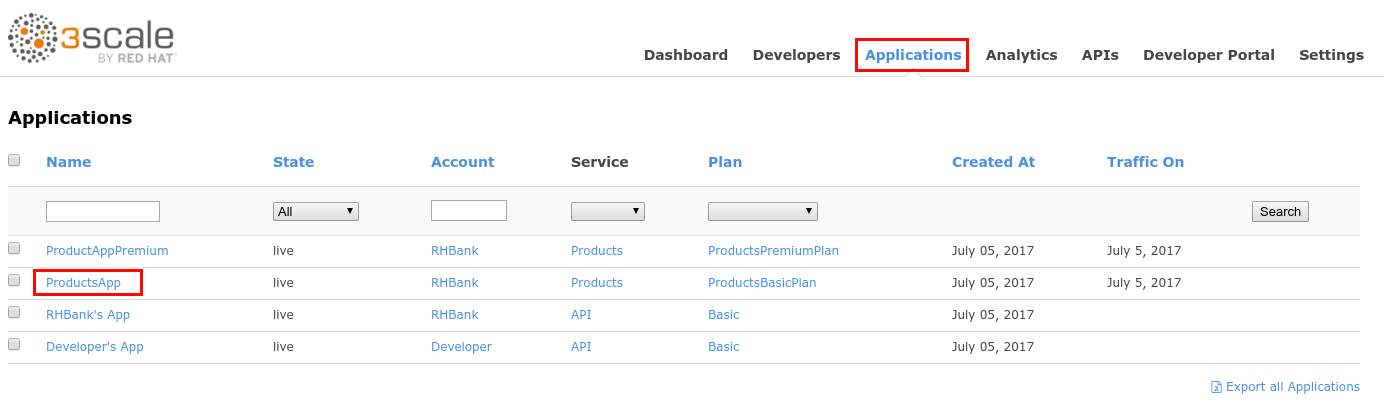 3scale
BY RED HAT
Dashboard Developers Applications Analytics APIs Developer Portal Settings
Applications
Name State Account Service Plan Created At Traffic On
All Search
ProductAppPremium live RHBank Products ProductsPremiumPlan July 05, 2017 July 5, 2017
ProductsApp live RHBank Products ProductsBasicPlan July 05, 2017 July 5, 2017
RHBank's App live RHBank API Basic July 05, 2017
Developer's App live Developer API Basic July 05, 2017
Export all Applications